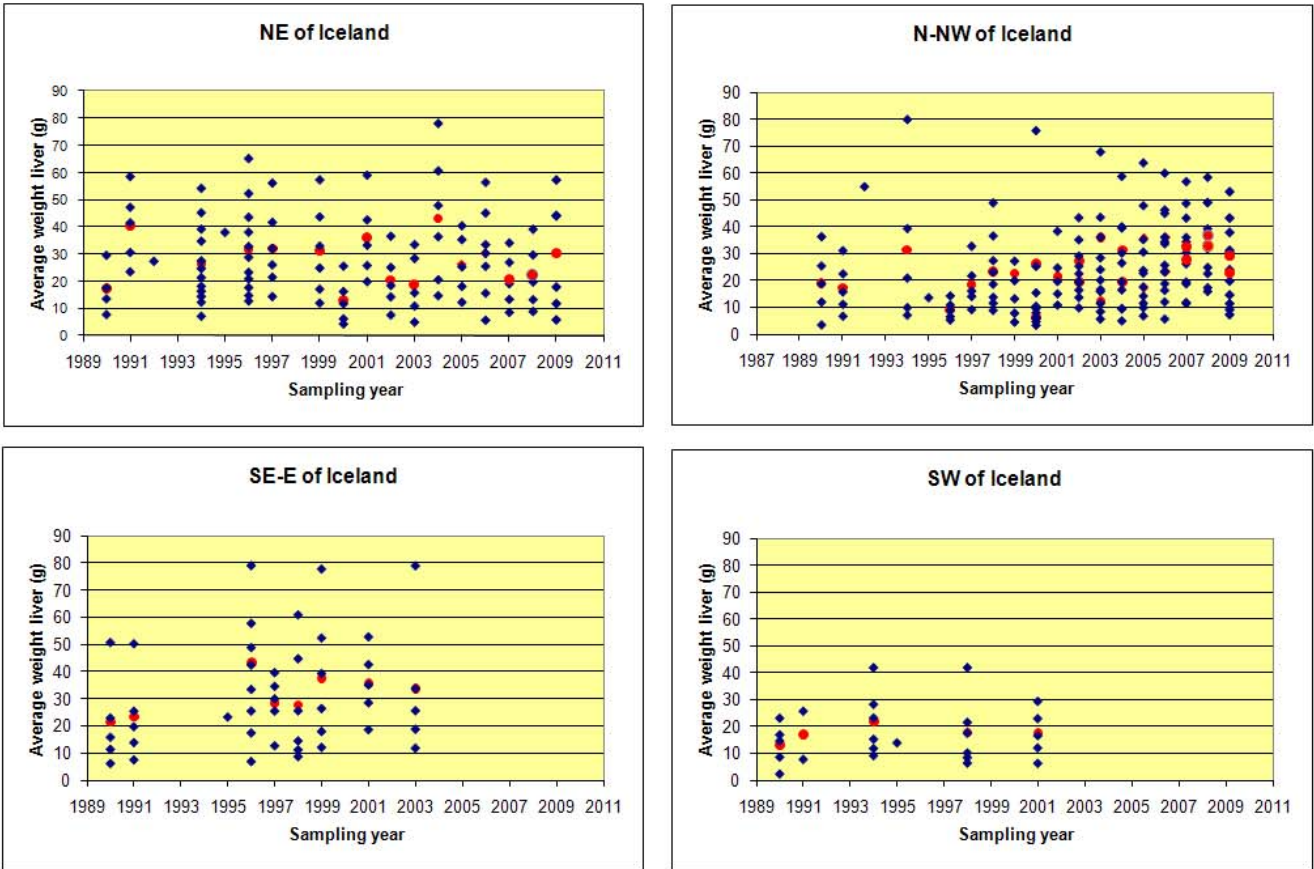 NE of Iceland
Average weight liver (g)
90
80
70
60
50
40
30
20
10
0
1989 1991 1993 1995 1997 1999 2001 2003 2005 2007 2009 2011
Sampling year
N-NW of Iceland
Average weight liver (g)
90
80
70
60
50
40
30
20
10
0
1987 1989 1991 1993 1995 1997 1999 2001 2003 2005 2007 2009 2011
Sampling year
SE-E of Iceland
Average weight liver (g)
90
80
70
60
50
40
30
20
10
0
1989 1991 1993 1995 1997 1999 2001 2003 2005 2007 2009 2011
Sampling year
SW of Iceland
Average weight liver (g)
90
80
70
60
50
40
30
20
10
0
1989 1991 1993 1995 1997 1999 2001 2003 2005 2007 2009 2011
Sampling year